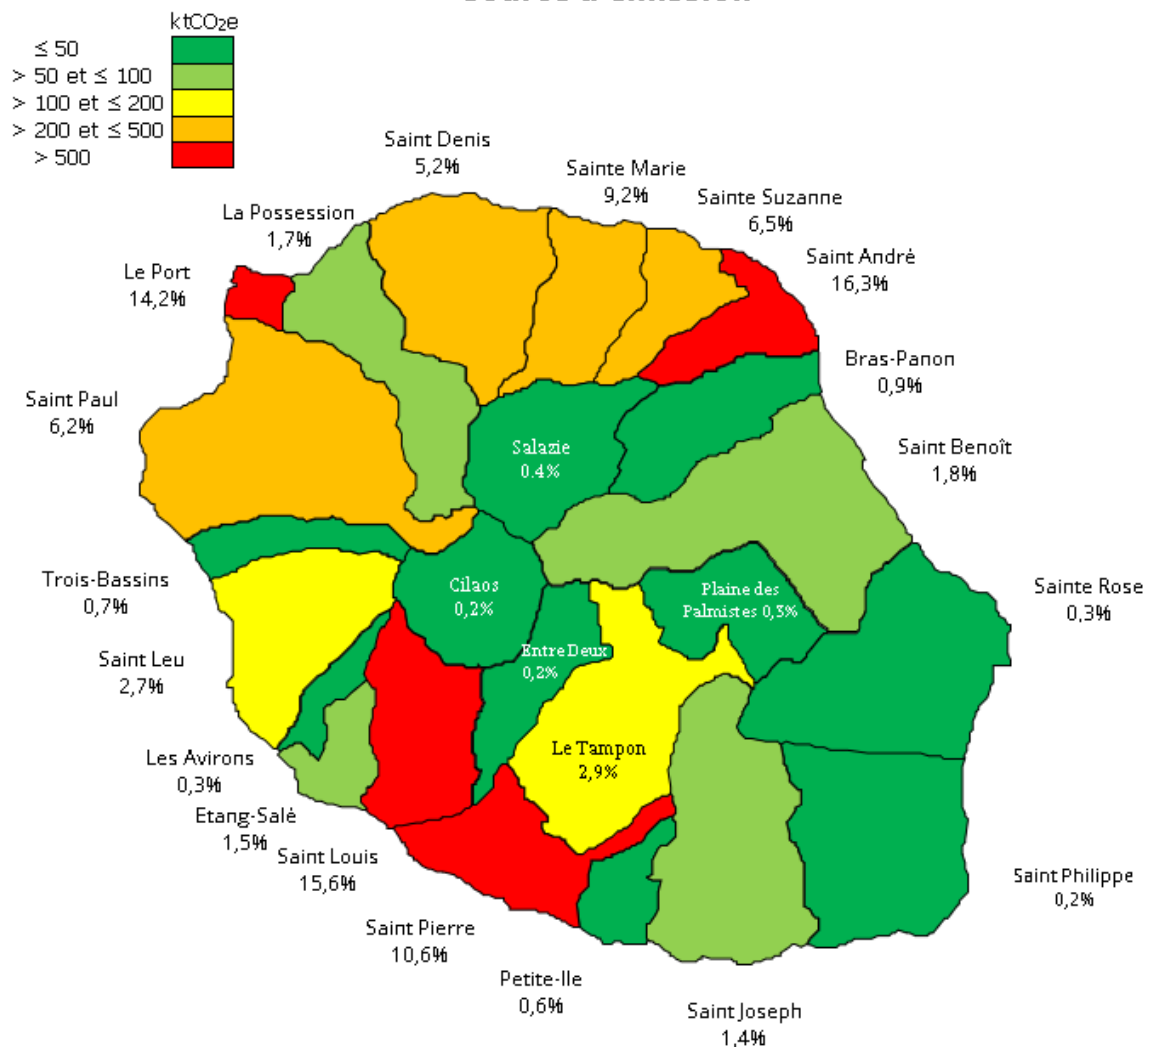 ktCO₂e
≤ 50
> 50 et ≤ 100
> 100 et ≤ 200
> 200 et ≤ 500
> 500
Saint Denis
5,2%
Sainte Marie
9,2%
Sainte Suzanne
6,5%
La Possession
1,7%
Saint Andrė
16,3%
Le Port
14,2%
Bras-Panon
0,9%
Saint Paul
6,2%
Salazie
0.4%
Saint Benoît
1,8%
Trois-Bassins
0,7%
Cilaos
0,2%
Plaine des
Palmistes 0,3%
Sainte Rose
0,3%
Saint Leu
2,7%
Entre Deux
0,2%
Les Avirons
0,3%
Le Tampon
2,9%
Etang-Salė
1,5%
Saint Louis
15,6%
Saint Philippe
0,2%
Saint Pierre
10,6%
Petite-Ile
0,6%
Saint Joseph
1,4%